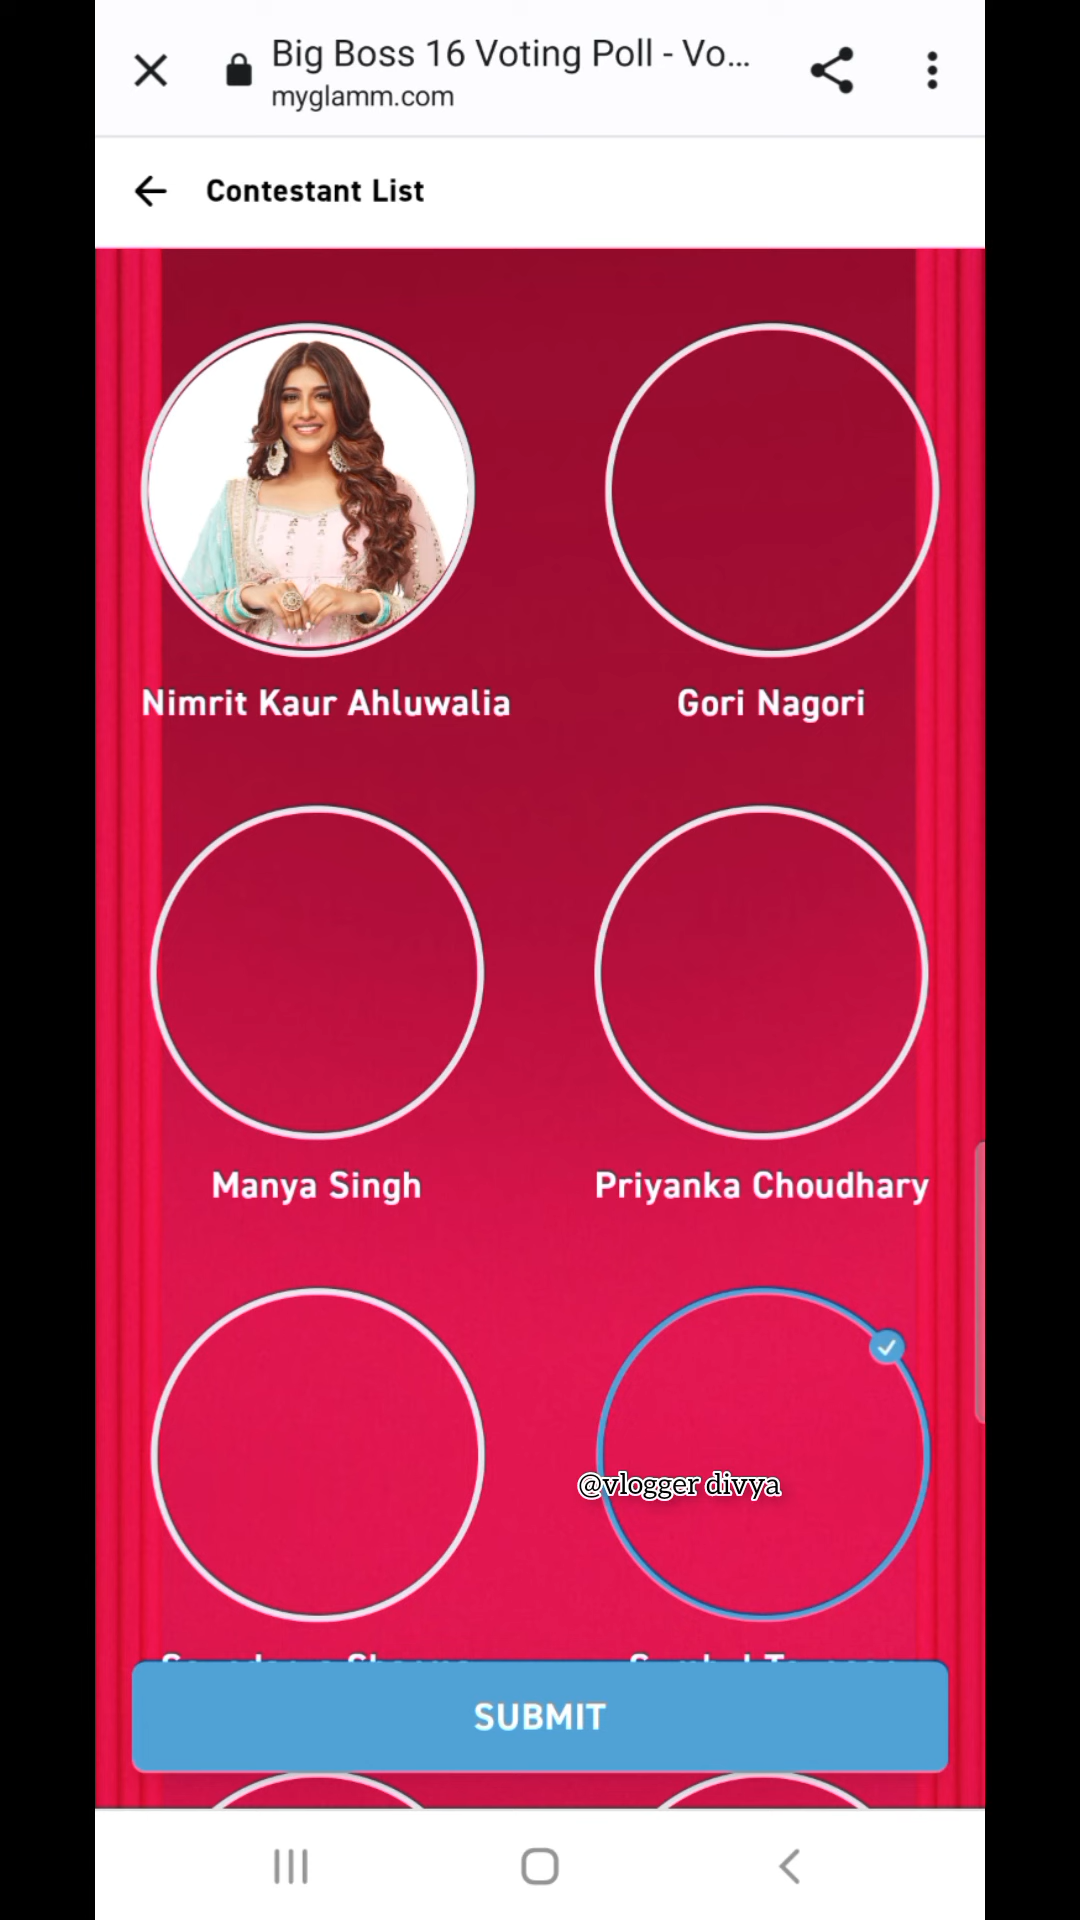 Big Boss 16 Voting Poll - Vo...
myglamm.com
Contestant List
Nimrit Kaur Ahluwalia
Gori Nagori
Manya Singh
Priyanka Choudhary
@vlogger divya
SUBMIT